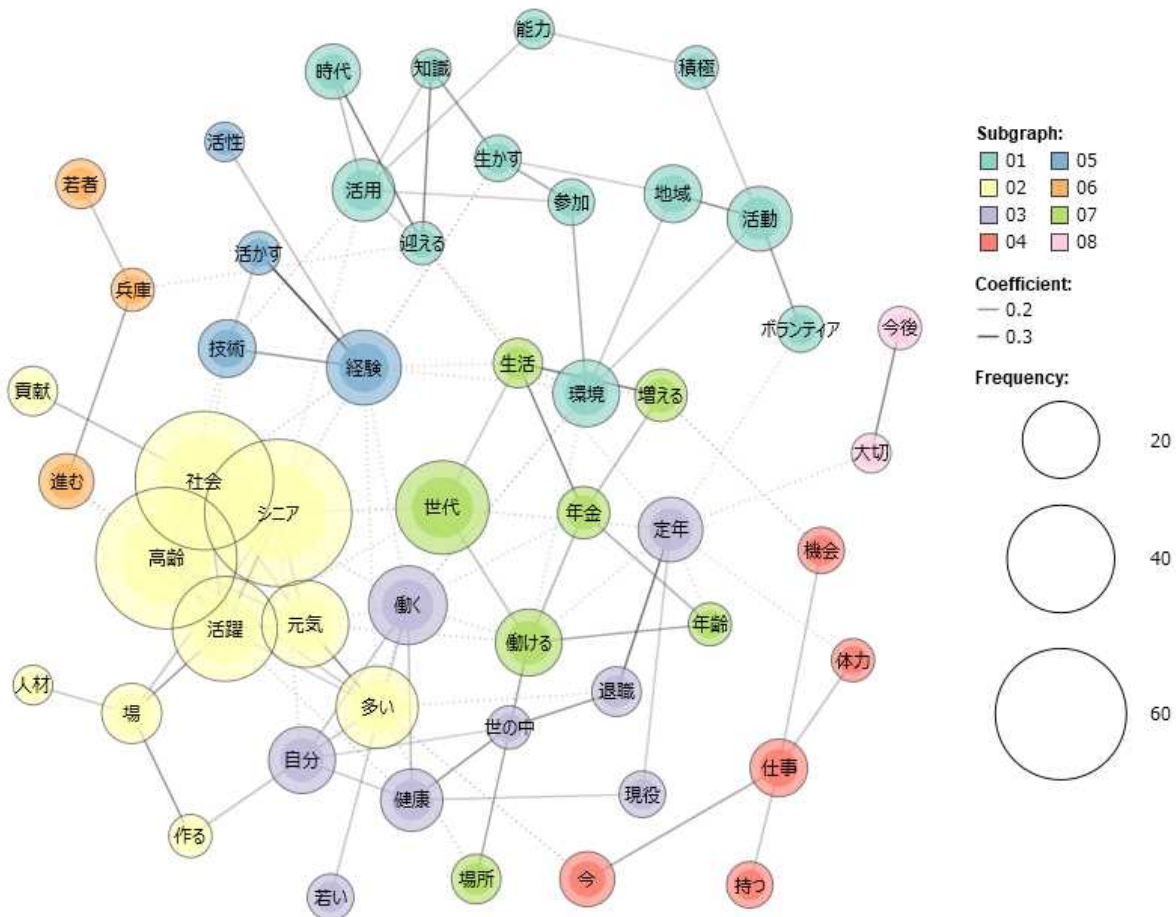 能力
時代
知識
積極
活性
生かす
若者
活用
参加
地域
活動
迎える
活かす
兵庫
ボランティア
今後
技術
経験
生活
環境
増える
貢献
大切
進む
社会
シニア
世代
年金
定年
高齢
機会
活躍
元気
働く
働ける
年齢
体力
人材
場
多い
退職
世の中
自分
健康
現役
仕事
作る
若い
場所
今
持つ
Subgraph:
01 05
02 06
03 07
04 08
Coefficient:
0.2
0.3
Frequency:
20
40
60